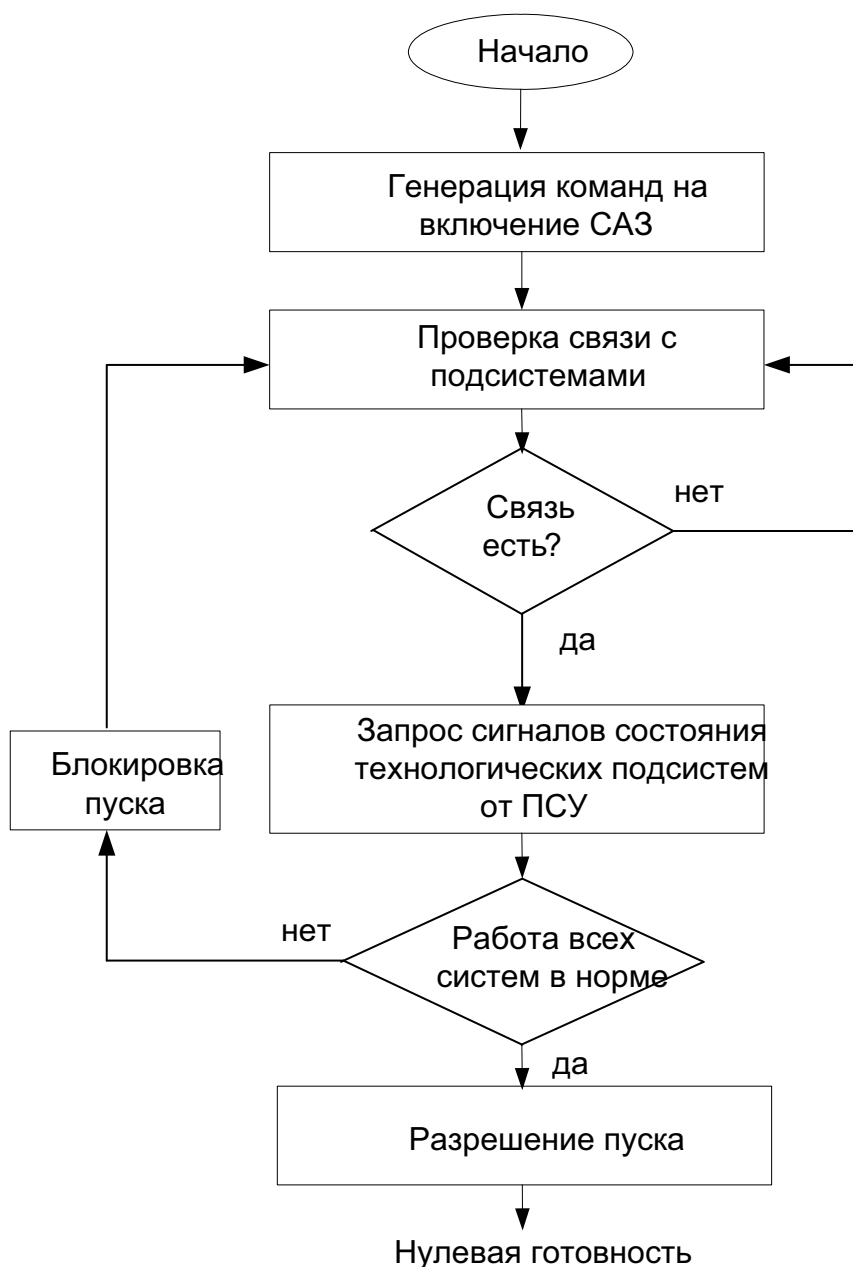 Начало
Генерация команд на
включение САЗ
Проверка связи с
подсистемами
Связь
есть?
нет
да
Запрос сигналов состояния
технологических подсистем
от ПСУ
Блокировка
пуска
нет
Работа всех
систем в норме
да
Разрешение пуска
Нулевая готовность